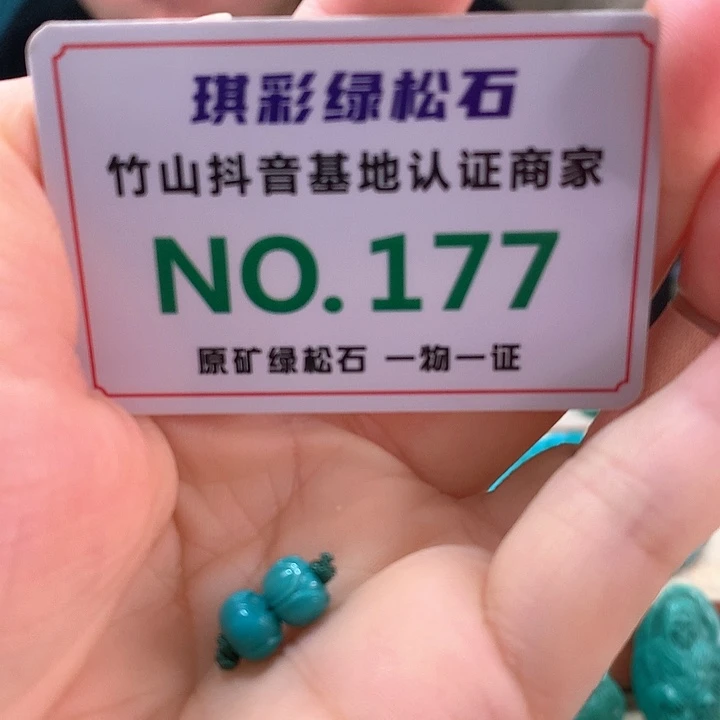 琪彩绿松石
竹山抖音基地认证商家
NO.177
原矿绿松石 一物一证